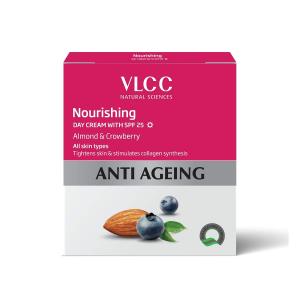 Nourishing
VLCC
NATURAL SCIENCES
Nourishing
DAY CREAM WITH SPF 25
Almond & Crowberry
All skin types
Tightens skin & stimulates collagen synthesis
ANTI AGEING